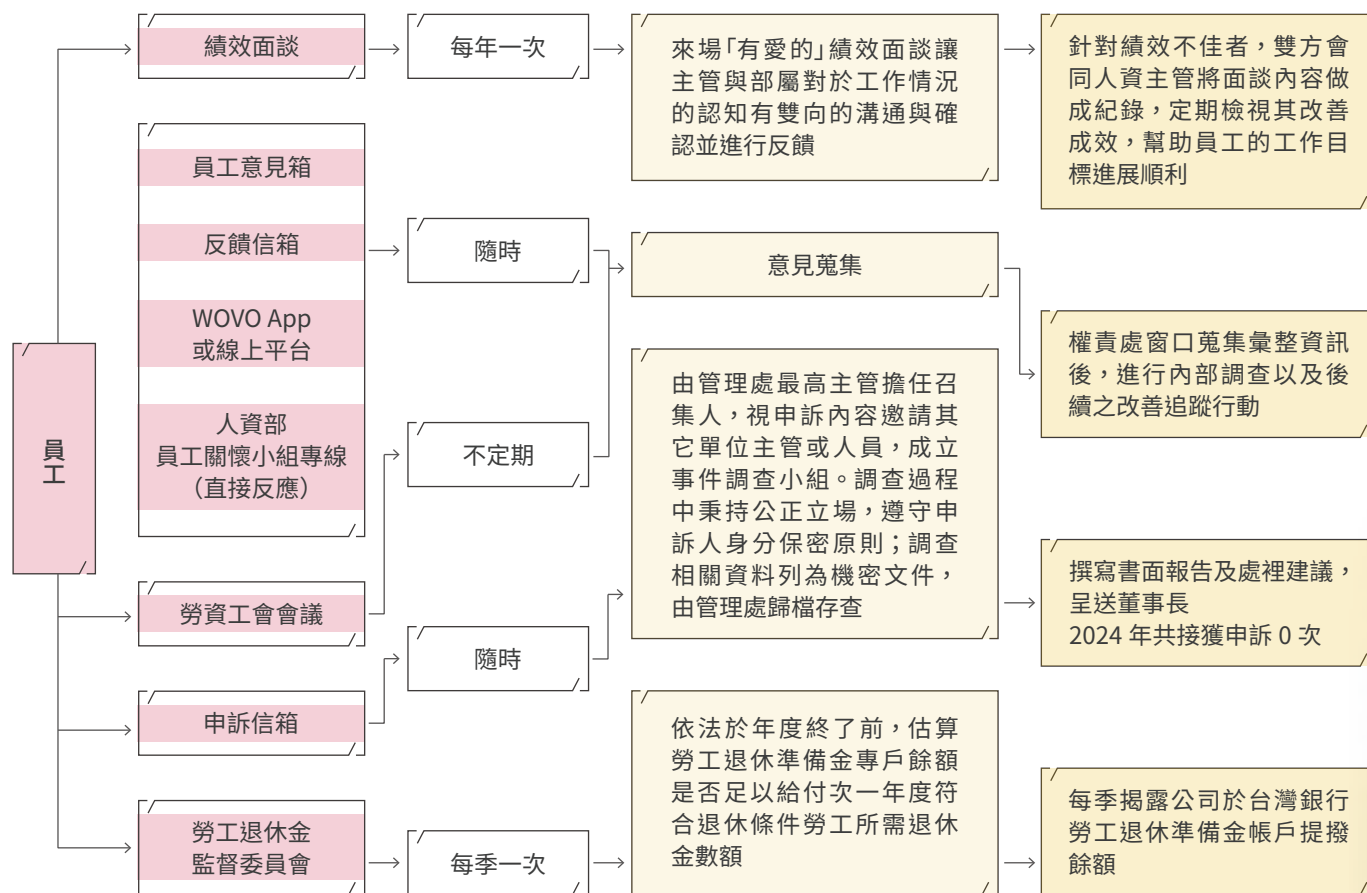 員工
績效面談
每年一次
來場「有愛的」績效面談讓
主管與部屬對於工作情況
的認知有雙向的溝通與確
認並進行反饋
針對績效不佳者，雙方會
同人資主管將面談內容做
成紀錄，定期檢視其改善
成效，幫助員工的工作目
標進展順利
員工意見箱
反饋信箱
WOVO App
或線上平台
人資部
員工關懷小組專線
（直接反應）
隨時
意見蒐集
權責處窗口蒐集彙整資訊
後，進行內部調查以及後
續之改善追蹤行動
勞資工會會議
不定期
申訴信箱
隨時
由管理處最高主管擔任召
集人，視申訴內容邀請其
它單位主管或人員，成立
事件調查小組。調查過程
中秉持公正立場，遵守申
訴人身分保密原則；調查
相關資料列為機密文件，
由管理處歸檔存查
撰寫書面報告及處裡建議，
呈送董事長
2024 年共接獲申訴 0 次
勞工退休金
監督委員會
每季一次
依法於年度終了前，估算
勞工退休準備金專戶餘額
是否足以給付次一年度符
合退休條件勞工所需退休
金數額
每季揭露公司於台灣銀行
勞工退休準備金帳戶提撥
餘額